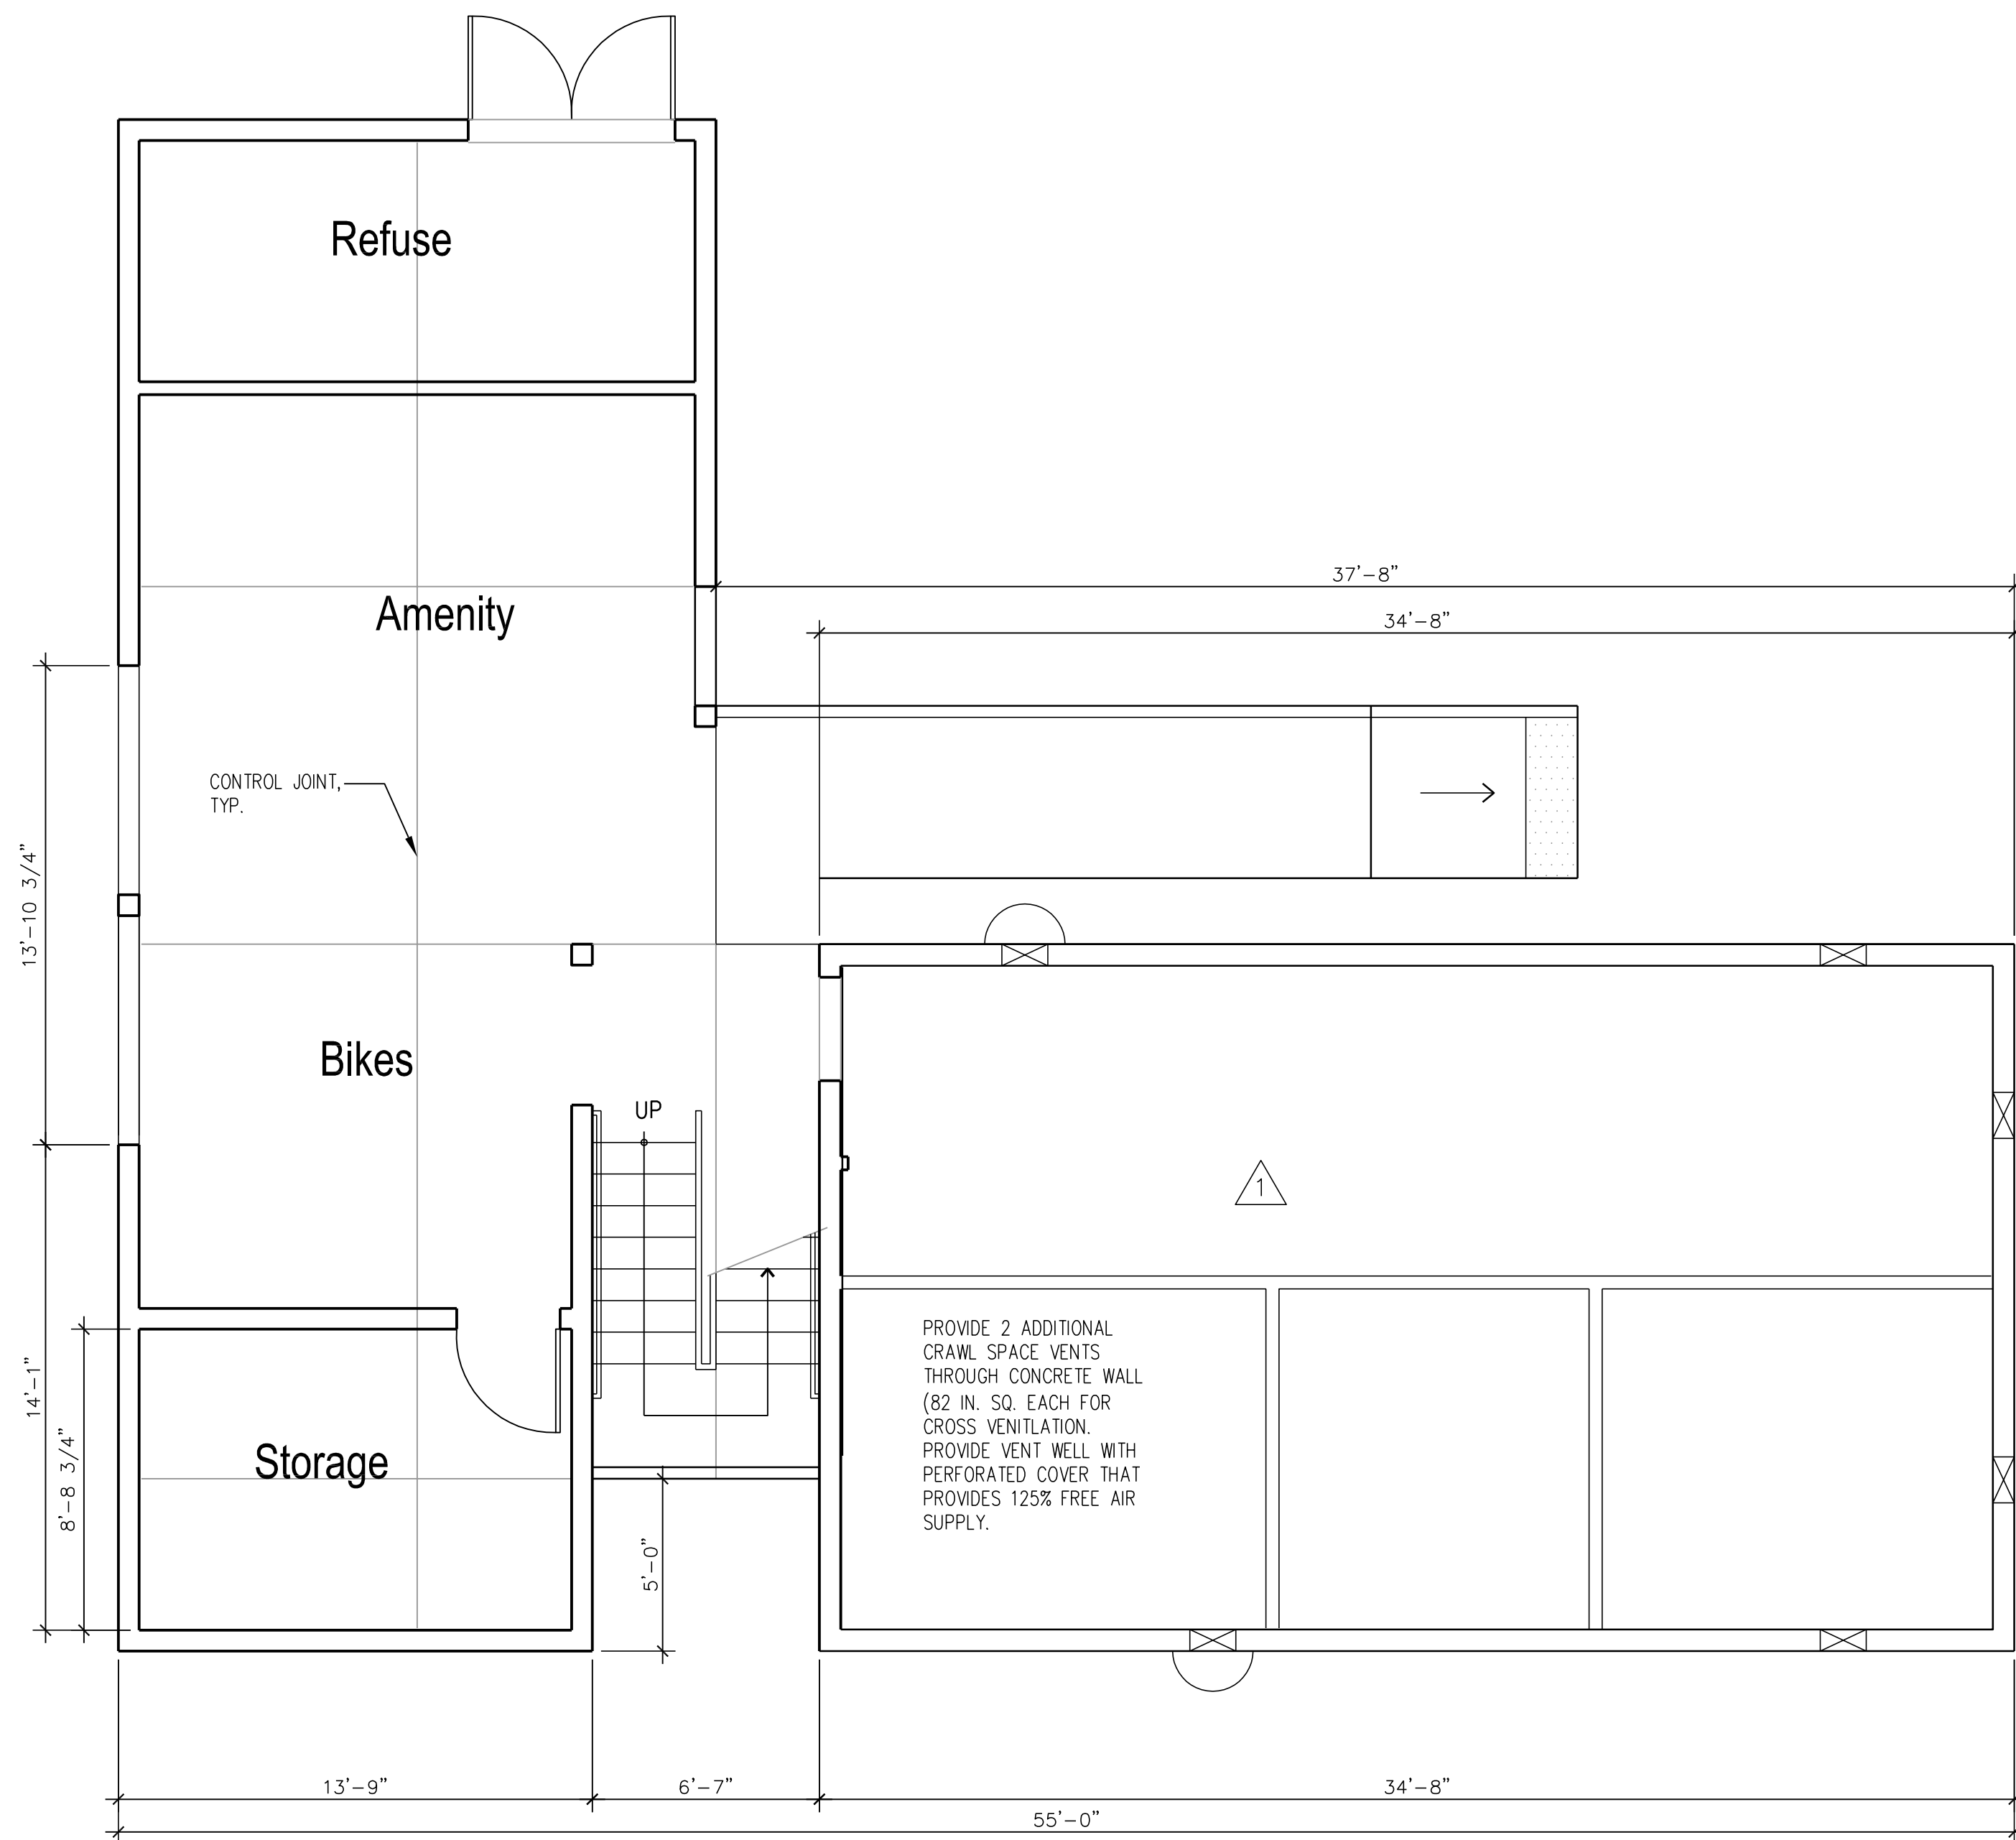 Refuse
37'-8"
Amenity
34'-8"
CONTROL JOINT,
TYP.
13'-10 3/4"
Bikes
UP
1
PROVIDE 2 ADDITIONAL
CRAWL SPACE VENTS
THROUGH CONCRETE WALL
(82 IN. SQ. EACH FOR
CROSS VENITLATION.
PROVIDE VENT WELL WITH
PERFORATED COVER THAT
PROVIDES 125% FREE AIR
SUPPLY.
14'-1"
8'-8 3/4"
Storage
5'-0"
13'-9"
6'-7"
34'-8"
55'-0"